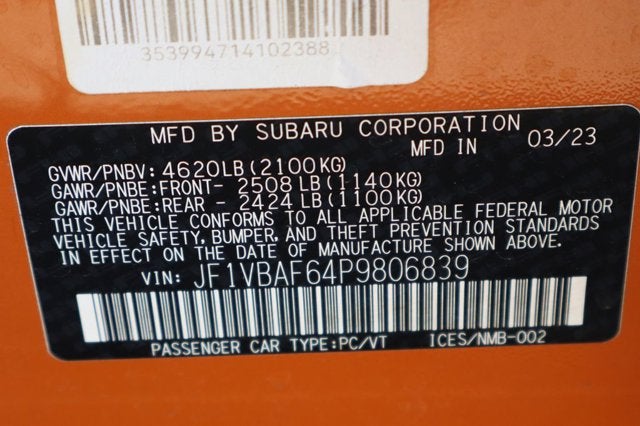 353994714102388
MFD BY SUBARU CORPORATION
MFD IN 03/23
GVWR/PNBV: 4620LB(2100KG)
GAWR/PNBE:FRONT- 2508 LB(1140KG)
GAWR/PNBE:REAR - 2424 LB(1100KG)
THIS VEHICLE CONFORMS TO ALL APPLICABLE FEDERAL MOTOR
VEHICLE SAFETY, BUMPER, AND THEFT PREVENTION STANDARDS
IN EFFECT ON THE DATE OF MANUFACTURE SHOWN ABOVE.
VIN: JF1VBAF64P9806839
PASSENGER CAR TYPE:PC/VT ICES/NMB-002